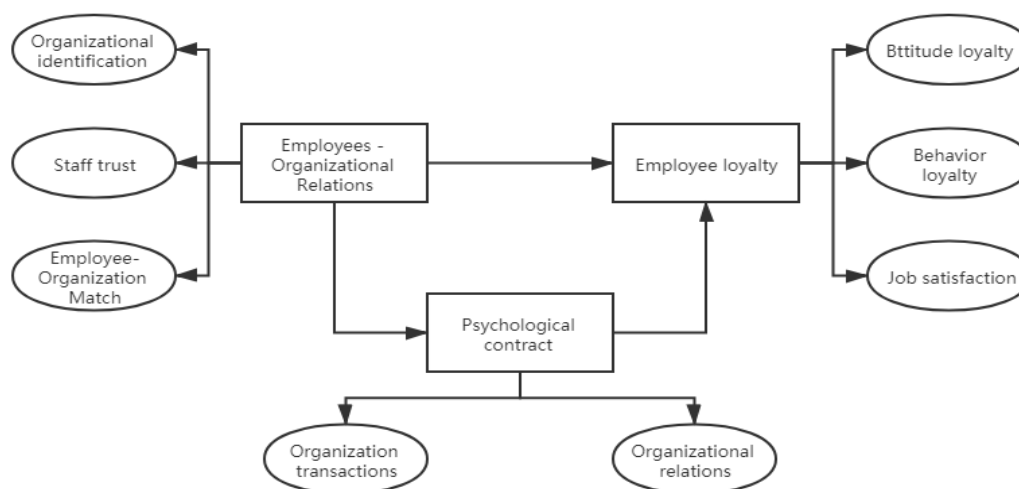 Organizational
identification
Bttitude loyalty
Employees -
Organizational
Relations
Staff trust
Employee loyalty
Behavior
loyalty
Employee-
Organization
Match
Job satisfaction
Psychological
contract
Organization
transactions
Organizational
relations